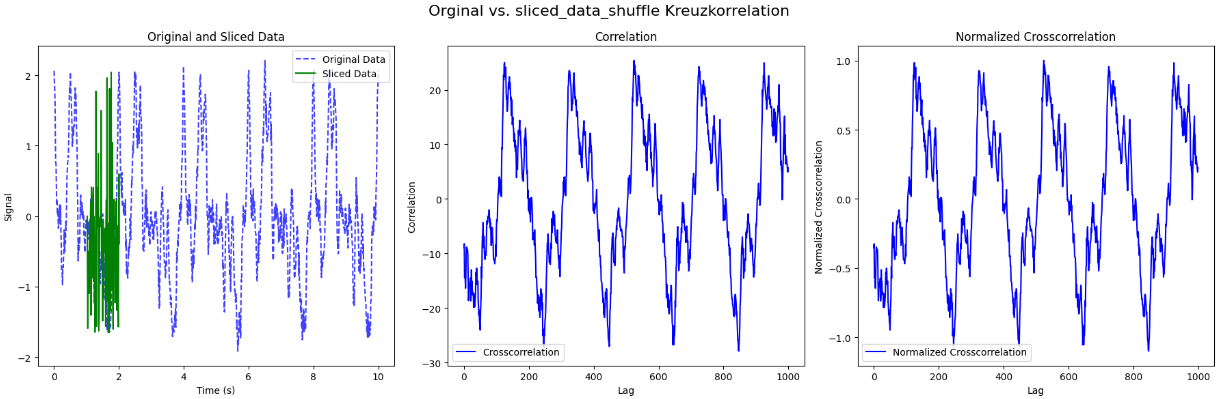 Orginal vs. sliced_data_shuffle Kreuzkorrelation
Original and Sliced Data
Original Data
Sliced Data
2
1
0
−1
−2
Signal
0
2
4
6
8
10
Time (s)
Correlation
20
10
0
−10
−20
−30
Correlation
Crosscorrelation
0
200
400
600
800
1000
Lag
Normalized Crosscorrelation
1.0
0.5
0.0
−0.5
−1.0
Normalized Crosscorrelation
Normalized Crosscorrelation
0
200
400
600
800
1000
Lag